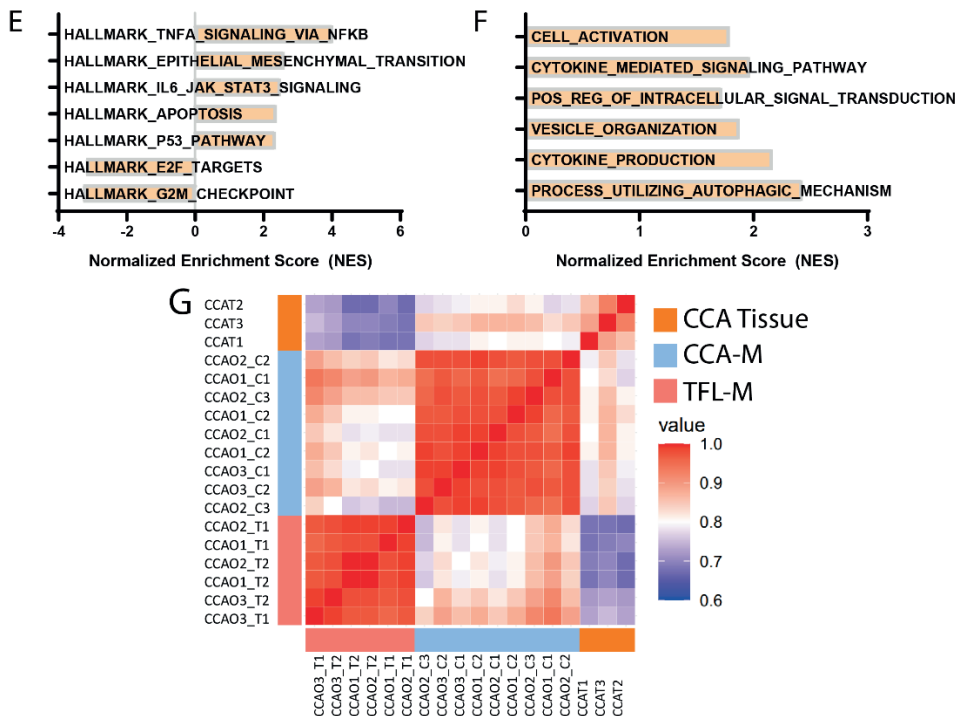 E
HALLMARK_TNFA_SIGNALING_VIA_NFKB
HALLMARK_EPITHELIAL_MESENCHYMAL_TRANSITION
HALLMARK_IL6_JAK_STAT3_SIGNALING
HALLMARK_APOPTOSIS
HALLMARK_P53_PATHWAY
HALLMARK_E2F_TARGETS
HALLMARK_G2M_CHECKPOINT
-4 -2 0 2 4 6
Normalized Enrichment Score (NES)
F
CELL_ACTIVATION
CYTOKINE_MEDIATED_SIGNALING_PATHWAY
POS_REG_OF_INTRACELLULAR_SIGNAL_TRANSDUCTION
VESICLE_ORGANIZATION
CYTOKINE_PRODUCTION
PROCESS_UTILIZING_AUTOPHAGIC_MECHANISM
0 1 2 3
Normalized Enrichment Score (NES)
G
CCAT2
CCAT3
CCAT1
CCAO2_C2
CCAO1_C1
CCAO2_C3
CCAO1_C2
CCAO2_C1
CCAO1_C2
CCAO3_C1
CCAO3_C2
CCAO2_C3
CCAO2_T1
CCAO1_T1
CCAO2_T2
CCAO1_T2
CCAO3_T2
CCAO3_T1
CCAO3_T1
CCAO3_T2
CCAO1_T2
CCAO2_T2
CCAO1_T1
CCAO2_T1
CCAO2_C3
CCAO3_C2
CCAO3_C1
CCAO1_C2
CCAO2_C1
CCAO1_C2
CCAO2_C3
CCAO1_C1
CCAO2_C2
CCAT1
CCAT3
CCAT2
CCA Tissue
CCA-M
TFL-M
value
1.0
0.9
0.8
0.7
0.6